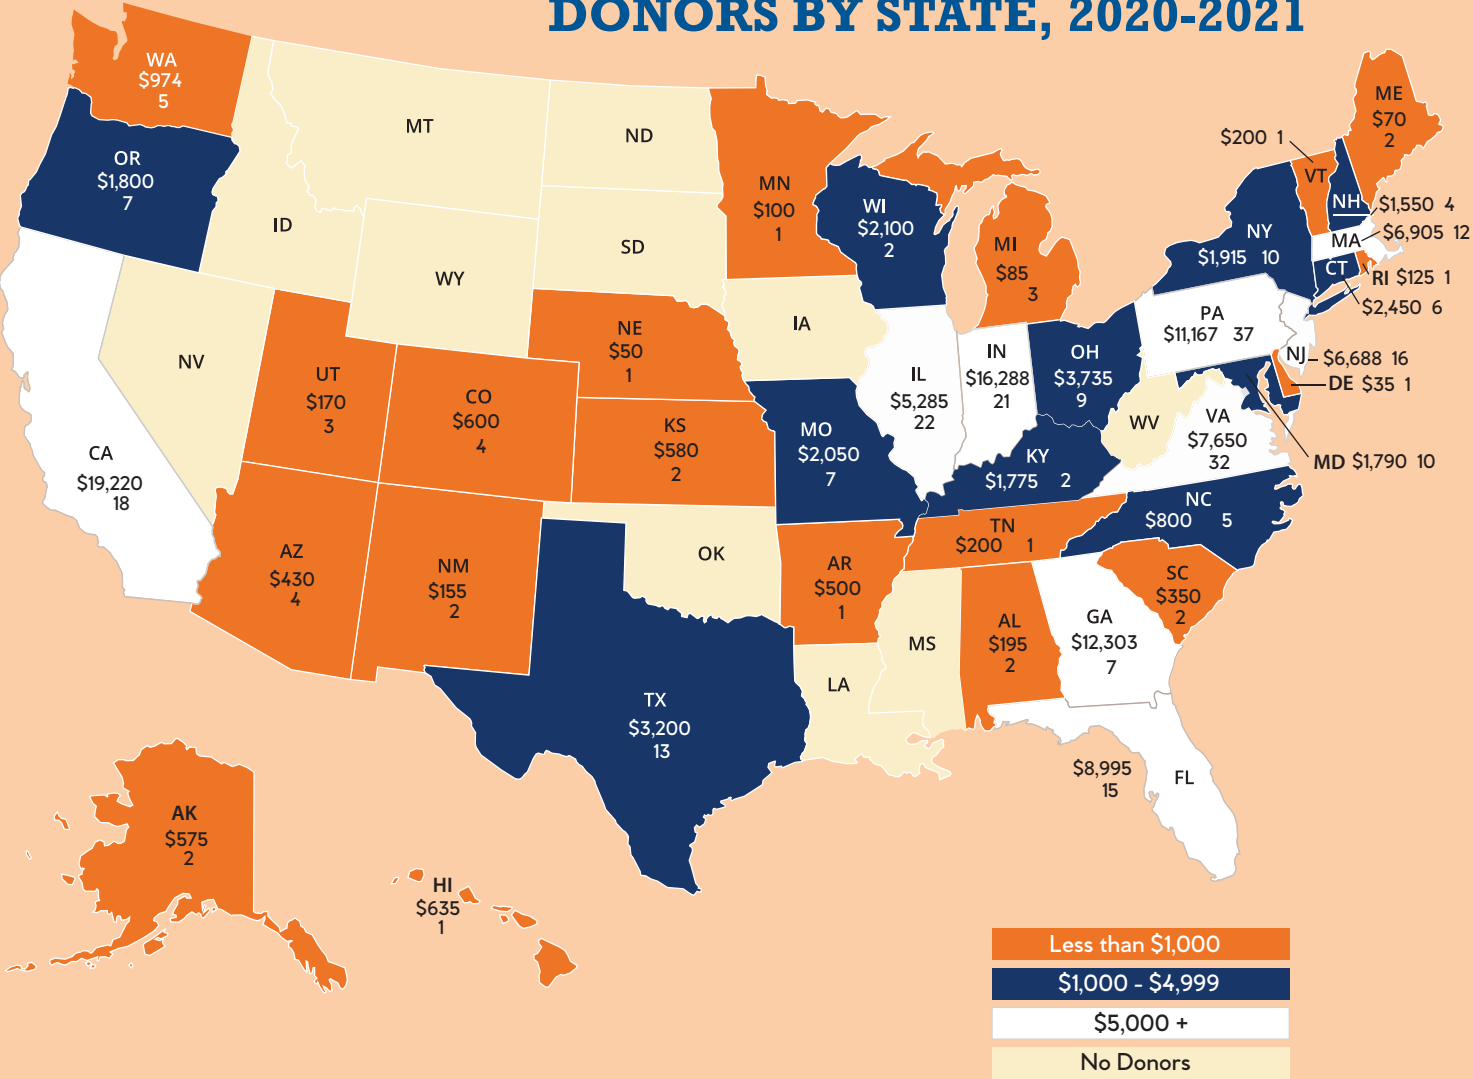 DONORS BY STATE, 2020-2021
WA
$974
5
OR
$1,800
7
CA
$19,220
18
NV
ID
MT
WY
UT
$170
3
AZ
$430
4
CO
$600
4
NM
$155
2
ND
SD
NE
$50
1
KS
$580
2
OK
TX
$3,200
13
MN
$100
1
IA
MO
$2,050
7
AR
$500
1
LA
WI
$2,100
2
IL
$5,285
22
MI
$85
3
IN
$16,288
21
OH
$3,735
9
KY
$1,775 2
TN
$200 1
MS
AL
$195
2
GA
$12,303
7
FL
$8,995
15
SC
$350
2
NC
$800 5
VA
$7,650
32
WV
PA
$11,167 37
NY
$1,915 10
ME
$70
2
$200 1
VT
NH
$1,550 4
MA
$6,905 12
RI $125 1
CT
$2,450 6
NJ
$6,688 16
DE $35 1
MD $1,790 10
AK
$575
2
HI
$635
1
Less than $1,000
$1,000 - $4,999
$5,000 +
No Donors